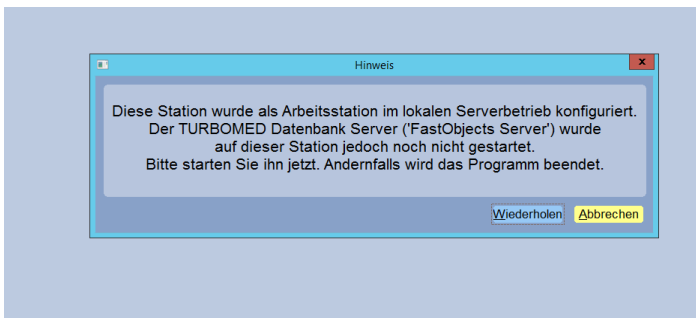 Hinweis
x
Diese Station wurde als Arbeitsstation im lokalen Serverbetrieb konfiguriert.
Der TURBOMED Datenbank Server ('FastObjects Server') wurde
auf dieser Station jedoch noch nicht gestartet.
Bitte starten Sie ihn jetzt. Andernfalls wird das Programm beendet.
Wiederholen Abbrechen